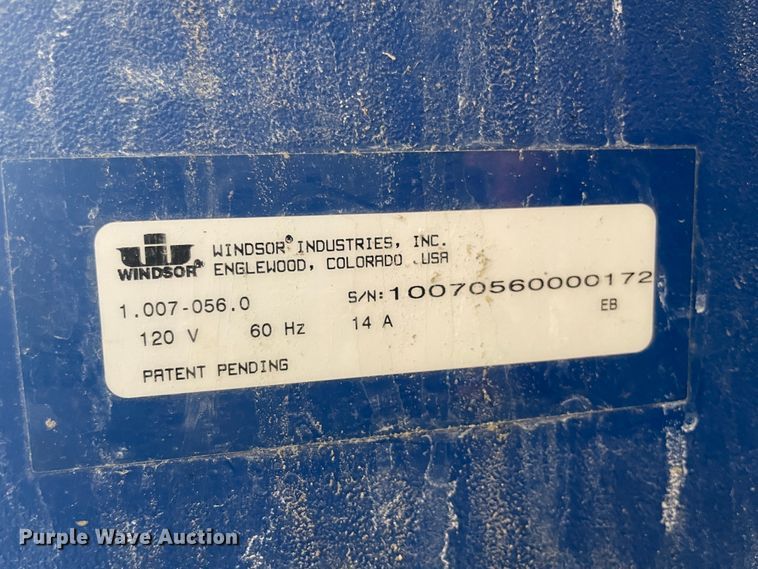 WINDSOR® INDUSTRIES, INC.
ENGLEWOOD, COLORADO USA
WINDSOR®
1.007-056.0 S/N: 10070560000172
120 V 60 Hz 14 A EB
PATENT PENDING
Purple Wave Auction®